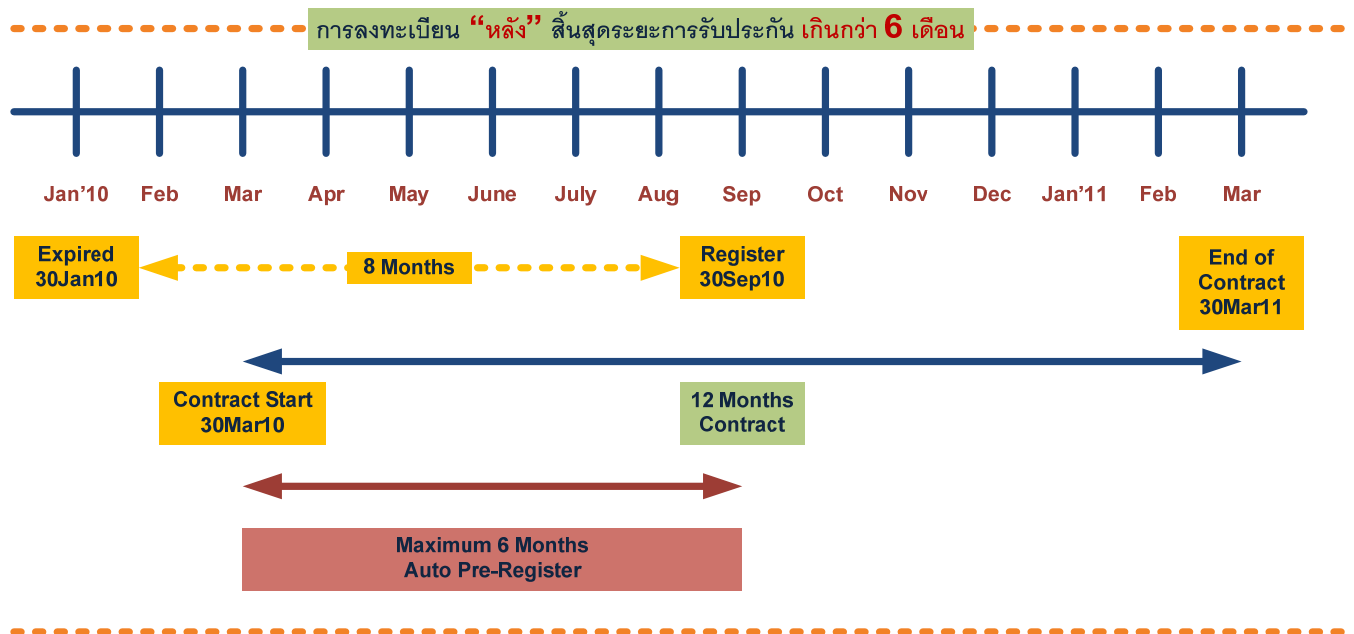 การลงทะเบียน “หลัง” สิ้นสุดระยะการรับประกัน เกินกว่า 6 เดือน
Jan’10 Feb Mar Apr May June July Aug Sep Oct Nov Dec Jan’11 Feb Mar
Expired
30Jan10
8 Months
Register
30Sep10
End of
Contract
30Mar11
Contract Start
30Mar10
12 Months
Contract
Maximum 6 Months
Auto Pre-Register